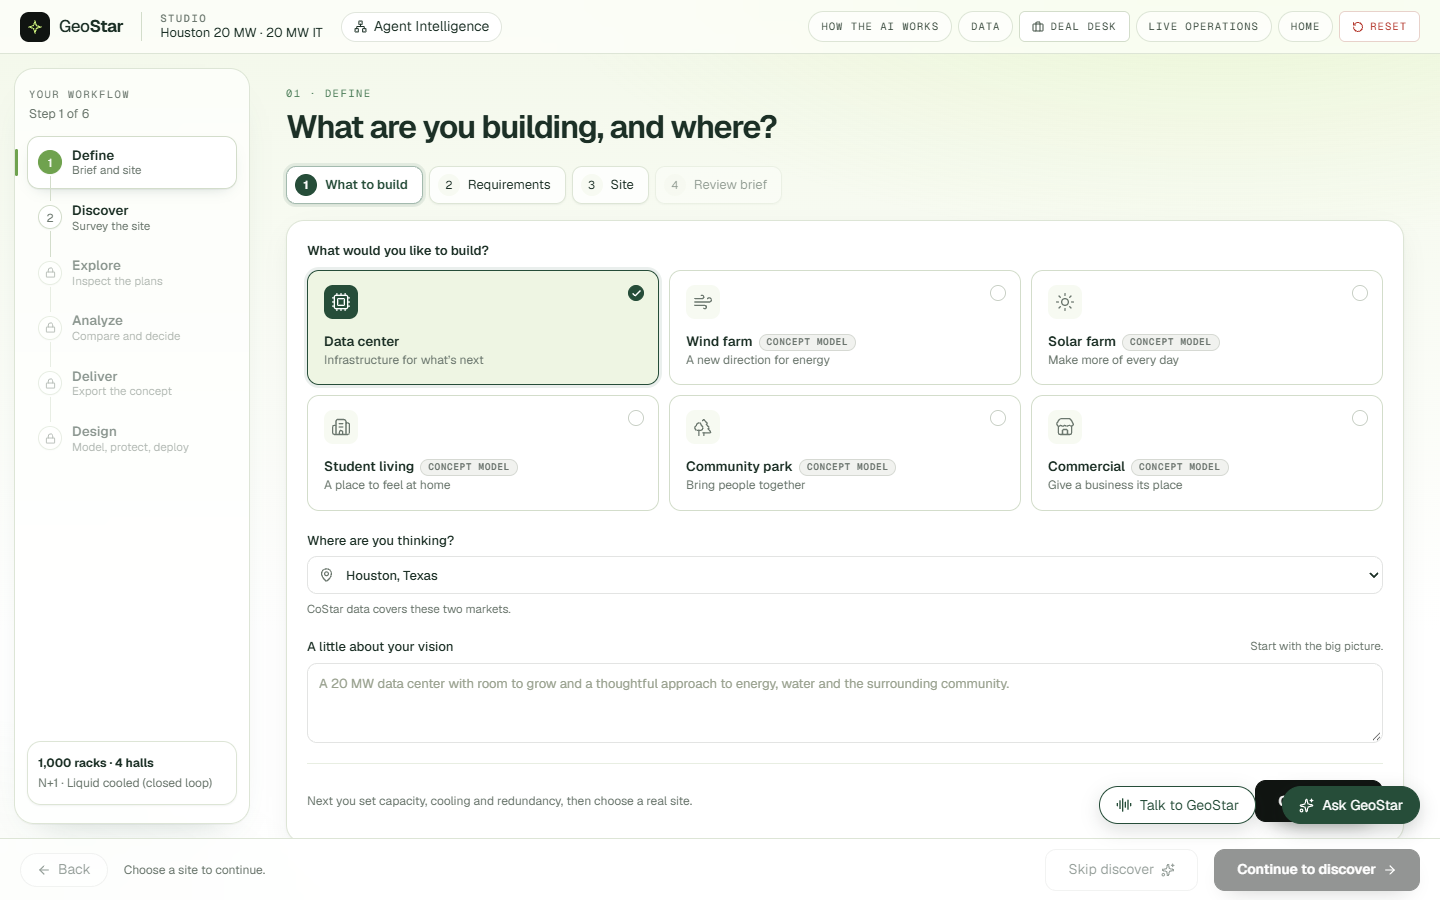 GeoStar
STUDIO
Houston 20 MW · 20 MW IT
Agent Intelligence
HOW THE AI WORKS
DATA
DEAL DESK
LIVE OPERATIONS
HOME
RESET
YOUR WORKFLOW
Step 1 of 6
1
Define
Brief and site
2
Discover
Survey the site
Explore
Inspect the plans
Analyze
Compare and decide
Deliver
Export the concept
Design
Model, protect, deploy
1,000 racks · 4 halls
N+1 · Liquid cooled (closed loop)
01 · DEFINE
What are you building, and where?
1 What to build
2 Requirements
3 Site
4 Review brief
What would you like to build?
Data center
Infrastructure for what's next
Wind farm CONCEPT MODEL
A new direction for energy
Solar farm CONCEPT MODEL
Make more of every day
Student living CONCEPT MODEL
A place to feel at home
Community park CONCEPT MODEL
Bring people together
Commercial CONCEPT MODEL
Give a business its place
Where are you thinking?
Houston, Texas
CoStar data covers these two markets.
A little about your vision
Start with the big picture.
A 20 MW data center with room to grow and a thoughtful approach to energy, water and the surrounding community.
Next you set capacity, cooling and redundancy, then choose a real site.
Talk to GeoStar
Ask GeoStar
Back
Choose a site to continue.
Skip discover
Continue to discover